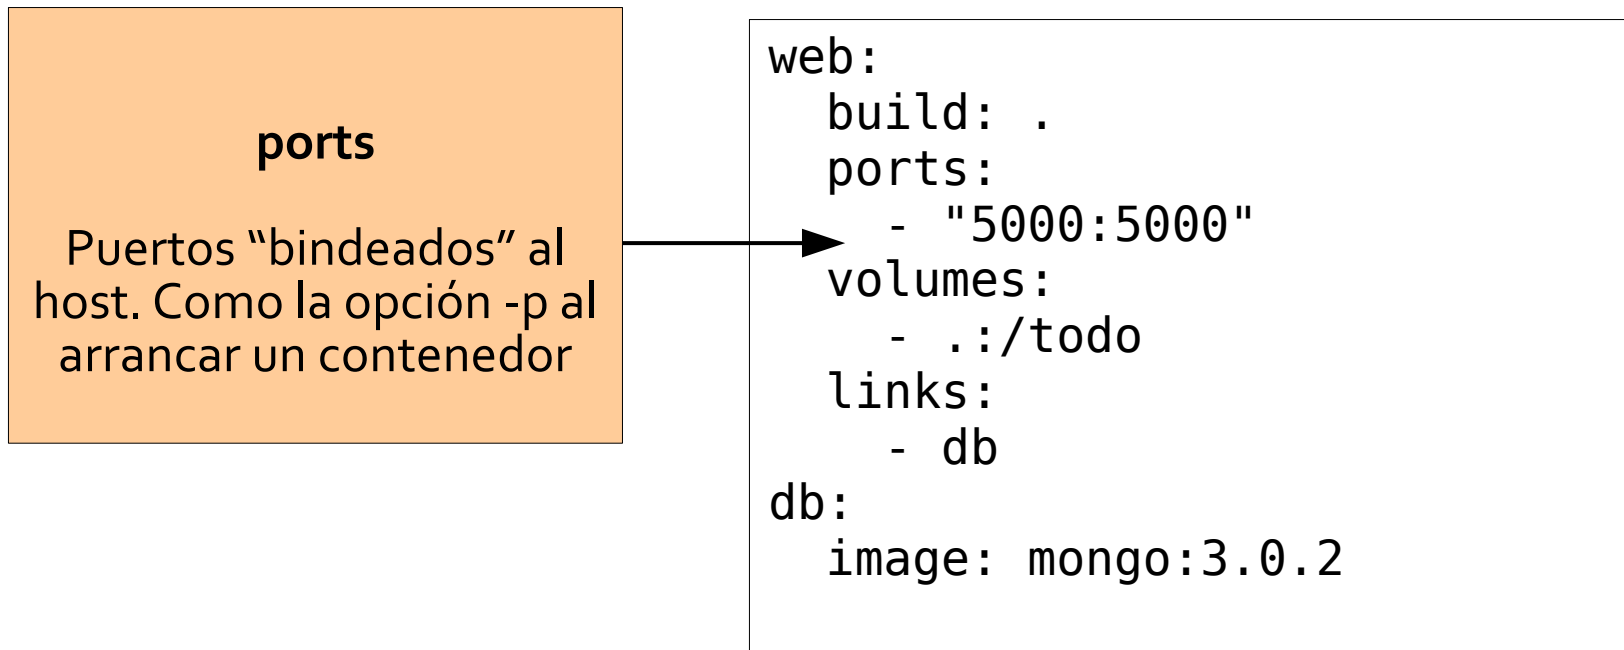 ports
Puertos “bindeados” al
host. Como la opción -p al
arrancar un contenedor
web:
  build: .
  ports:
    - "5000:5000"
  volumes:
    - .:/todo
  links:
    - db
db:
  image: mongo:3.0.2